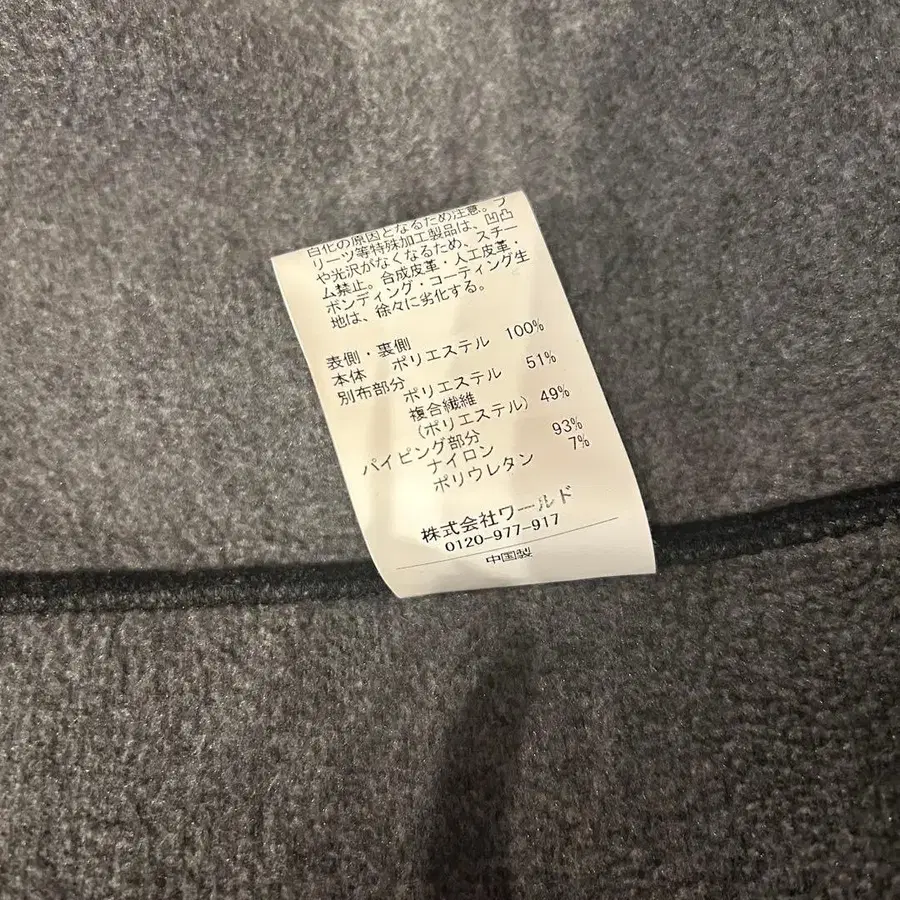 白化の原因となるため注意。プ
リーツ等特殊加工製品は、凹凸
や光沢がなくなるため、スチー
ム禁止。合成皮革・人工皮革・
ボンディング・コーティング生
地は、徐々に劣化する。
表側・裏側
本体 ポリエステル 100%
別布部分
ポリエステル 51%
複合繊維
(ポリエステル) 49%
パイピング部分
ナイロン 93%
ポリウレタン 7%
株式会社ワールド
0120-977-917
中国製